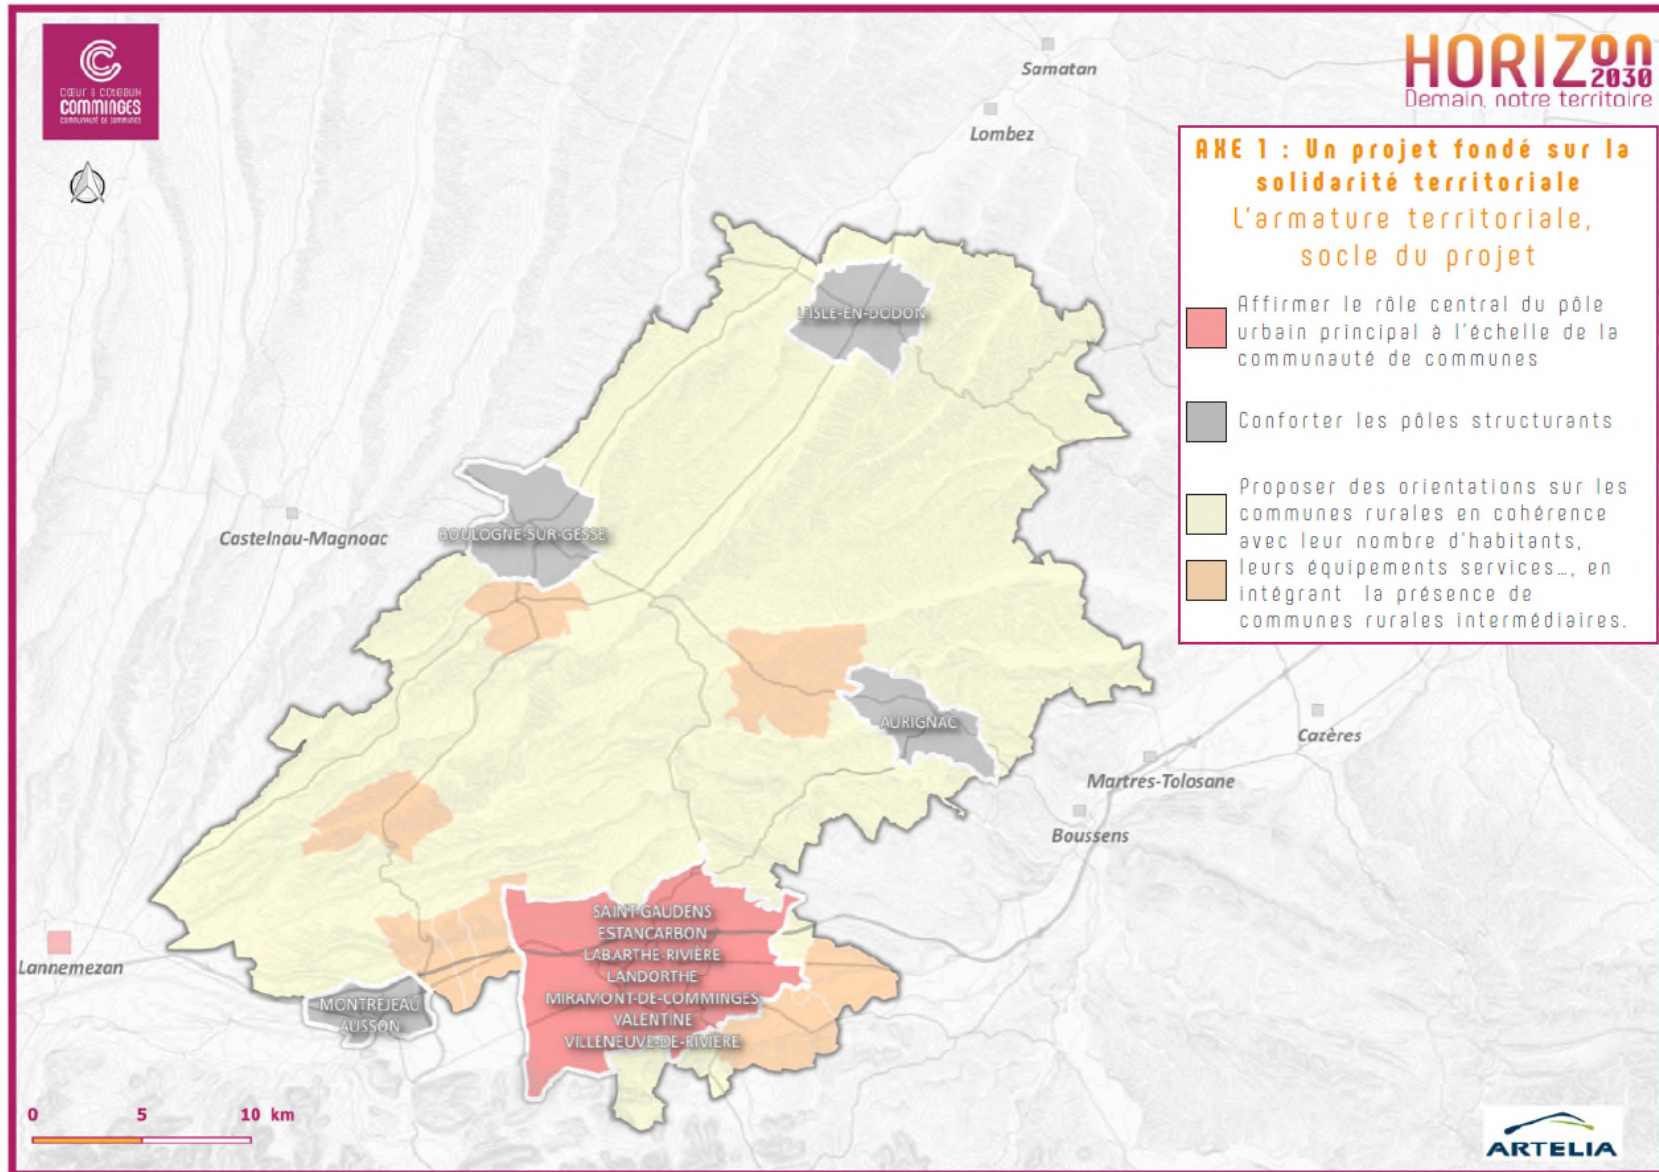 CŒUR & COTEAUX
COMMINGES
COMMUNAUTÉ DE COMMUNES
HORIZON
2030
Demain, notre territoire
Samatan
Lombez
AXE 1 : Un projet fondé sur la
solidarité territoriale
L'armature territoriale,
socle du projet
Affirmer le rôle central du pôle
urbain principal à l'échelle de la
communauté de communes
Conforter les pôles structurants
Proposer des orientations sur les
communes rurales en cohérence
avec leur nombre d'habitants,
leurs équipements services…, en
intégrant la présence de
communes rurales intermédiaires.
L'ISLE-EN-DODON
Castelnau-Magnoac
BOULOGNE-SUR-GESSE
AURIGNAC
Cazères
Martres-Tolosane
Boussens
SAINT-GAUDENS
ESTANCARBON
LABARTHE-RIVIÈRE
LANDORTHE
MIRAMONT-DE-COMMINGES
VALENTINE
VILLENEUVE-DE-RIVIÈRE
Lannemezan
MONTREJEAU
AUSSON
0 5 10 km
ARTELIA